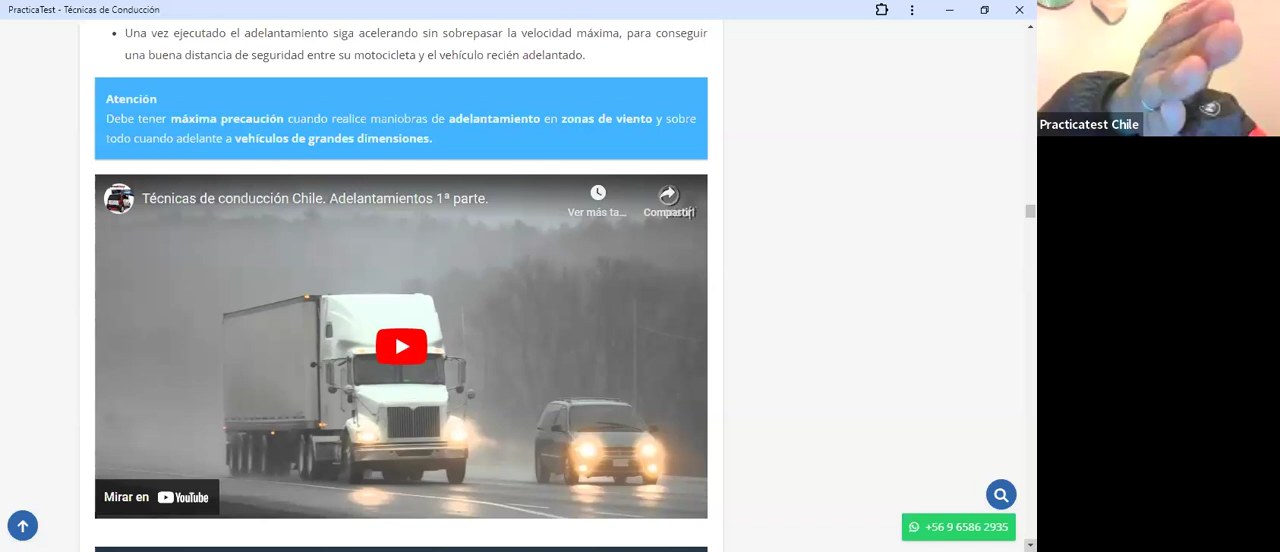 PracticaTest - Técnicas de Conducción
Una vez ejecutado el adelantamiento siga acelerando sin sobrepasar la velocidad máxima, para conseguir
una buena distancia de seguridad entre su motocicleta y el vehículo recién adelantado.
Atención
Debe tener máxima precaución cuando realice maniobras de adelantamiento en zonas de viento y sobre
todo cuando adelante a vehículos de grandes dimensiones.
Técnicas de conducción Chile. Adelantamientos 1ª parte.
Ver más ta...
Compartir
Mirar en YouTube
+56 9 6586 2935
Practicatest Chile